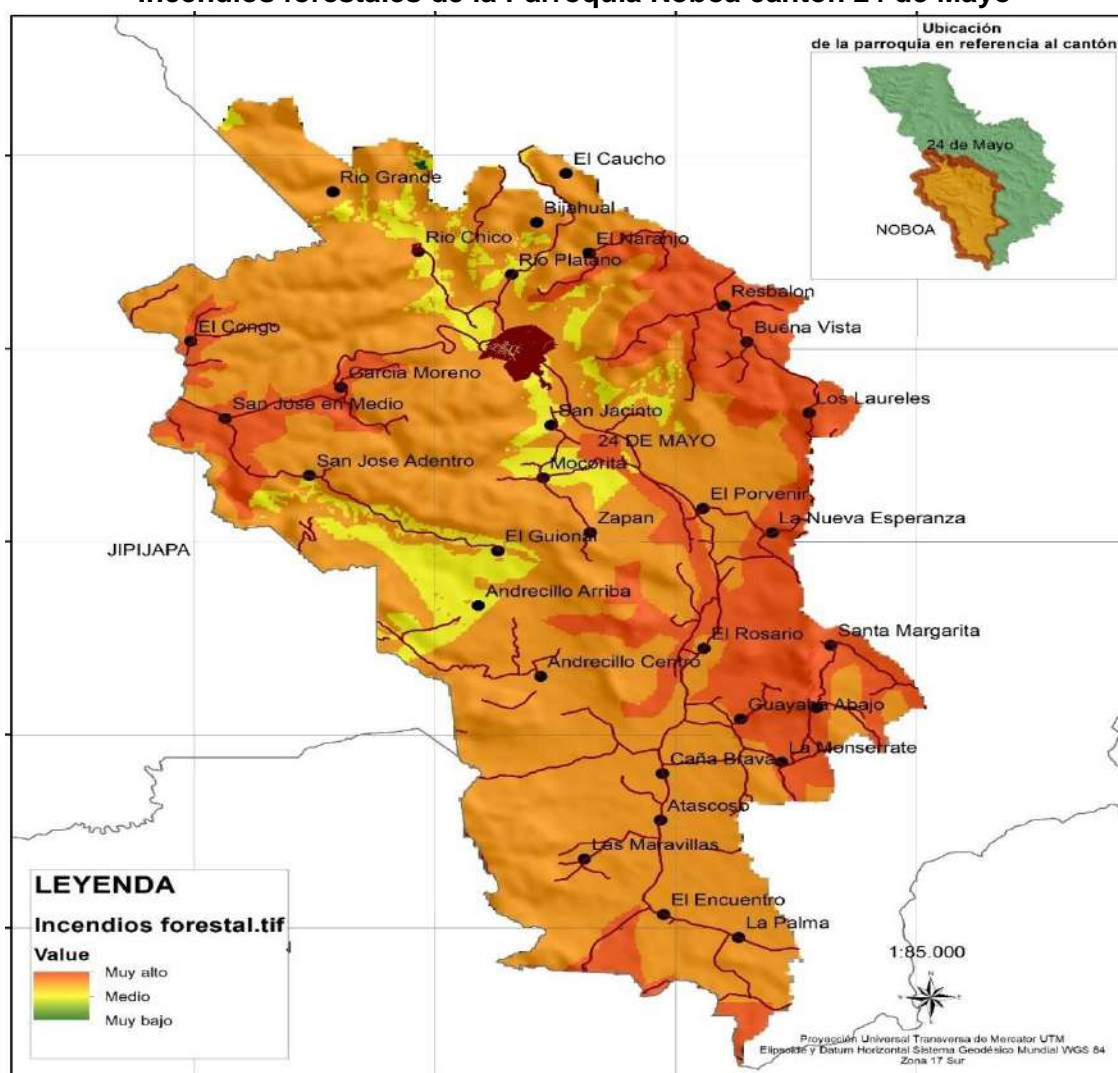 Incendios forestales de la Parroquia Noboa cantón 24 de Mayo
Ubicación
de la parroquia en referencia al cantón
24 de Mayo
NOBOA
El Caucho
Rio Grande
Bijahual
Rio Chico
El Naranjo
Rio Platano
Resbalon
Buena Vista
El Congo
Garcia Moreno
San Jose en Medio
Los Laureles
San Jacinto
24 DE MAYO
San Jose Adentro
Mocorita
El Porvenir
Zapan
La Nueva Esperanza
JIPIJAPA
El Guional
Andrecillo Arriba
El Rosario
Santa Margarita
Andrecillo Centro
Guayaba Abajo
La Monserrate
Caña Brava
Atascoso
Las Maravillas
El Encuentro
La Palma
LEYENDA
Incendios forestal.tif
Value
Muy alto
Medio
Muy bajo
1:85.000
Proyección Universal Transversa de Mercator UTM
Elipsoide y Datum Horizontal Sistema Geodésico Mundial WGS 84
Zona 17 Sur